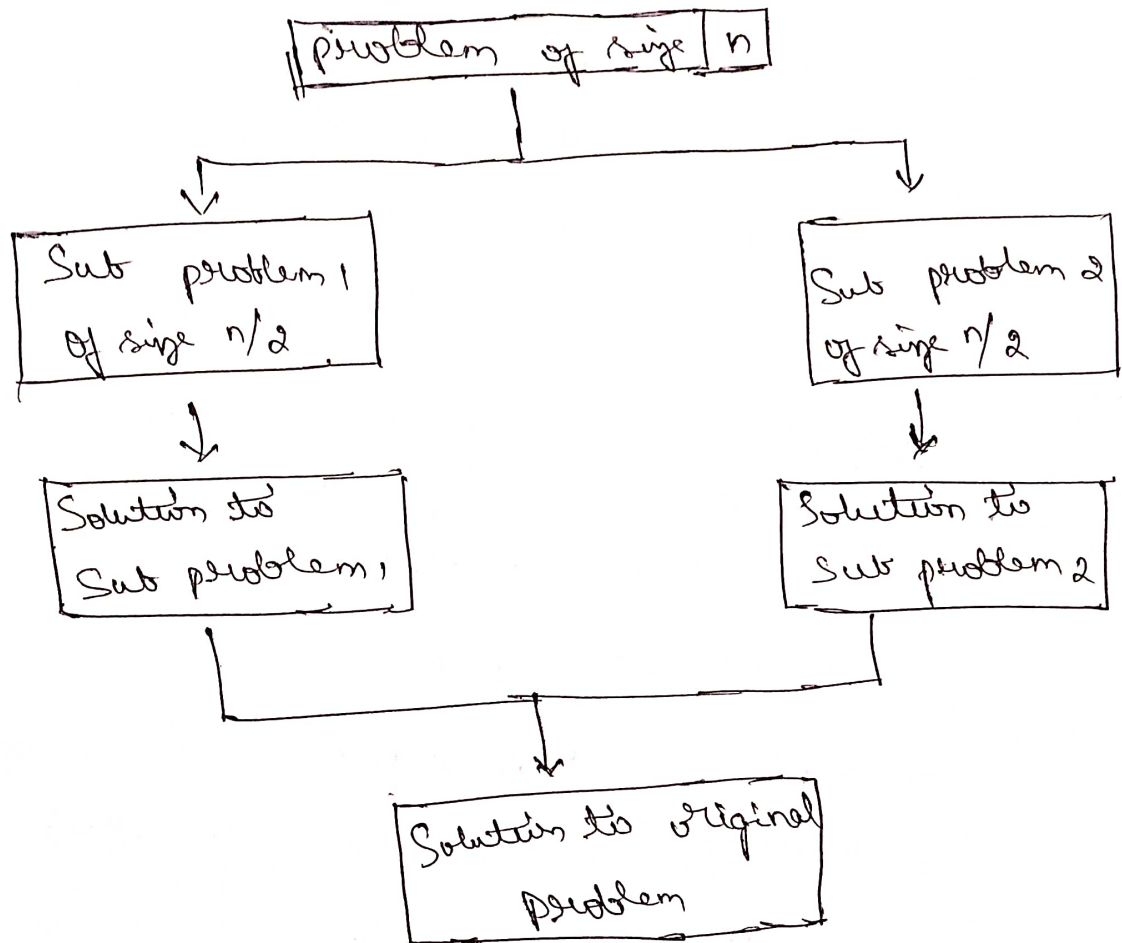 problem of size n
Sub problem 1
of size n/2
Sub problem 2
of size n/2
Solution to
Sub problem 1
Solution to
Sub problem 2
Solution to original
problem